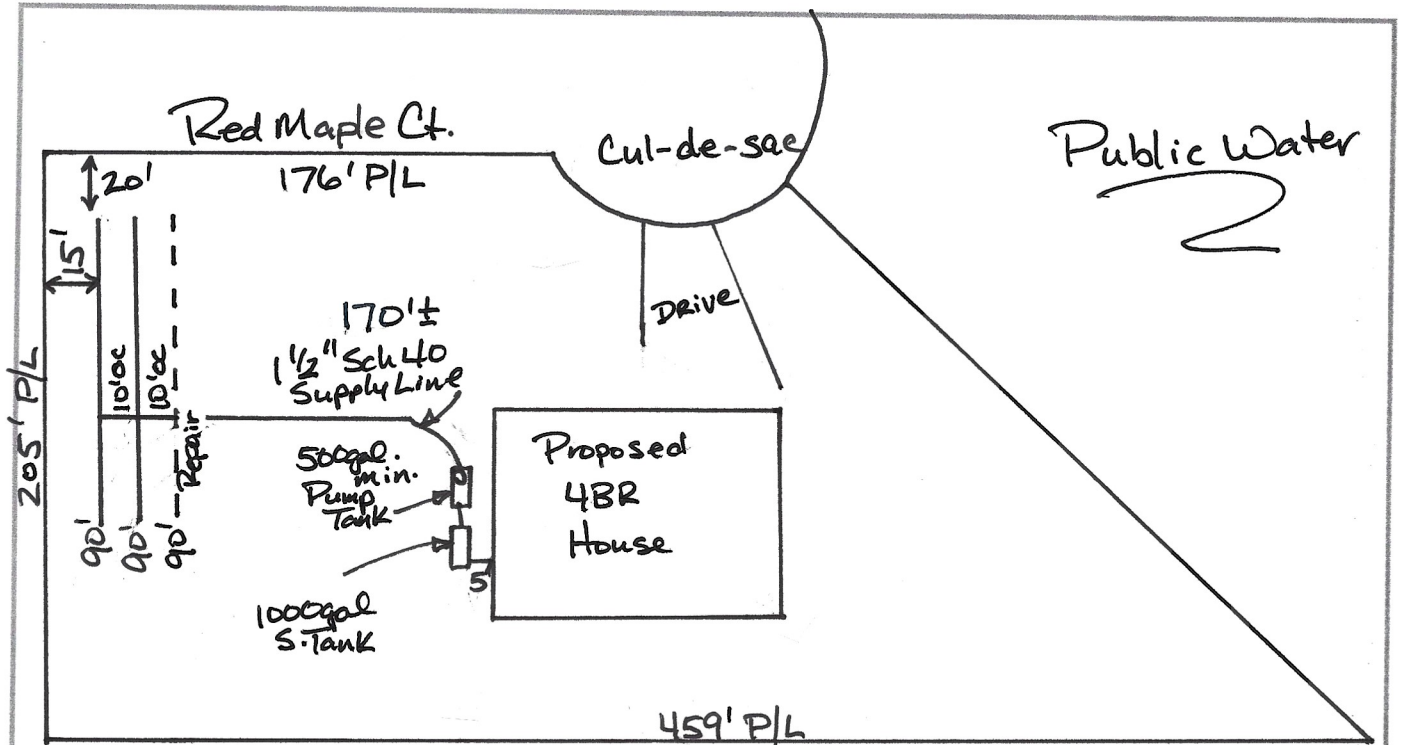 Red Maple Ct.
Cul-de-sac
Public Water
20'
176' P/L
15'
205' P/L
10'oc
10'oc
Repair
90'
90'
90'
170'±
1 1/2" Sch 40
Supply Line
DRIVE
500gal.
min.
Pump
Tank
1000gal
S.Tank
5'
Proposed
4BR
House
459' P/L